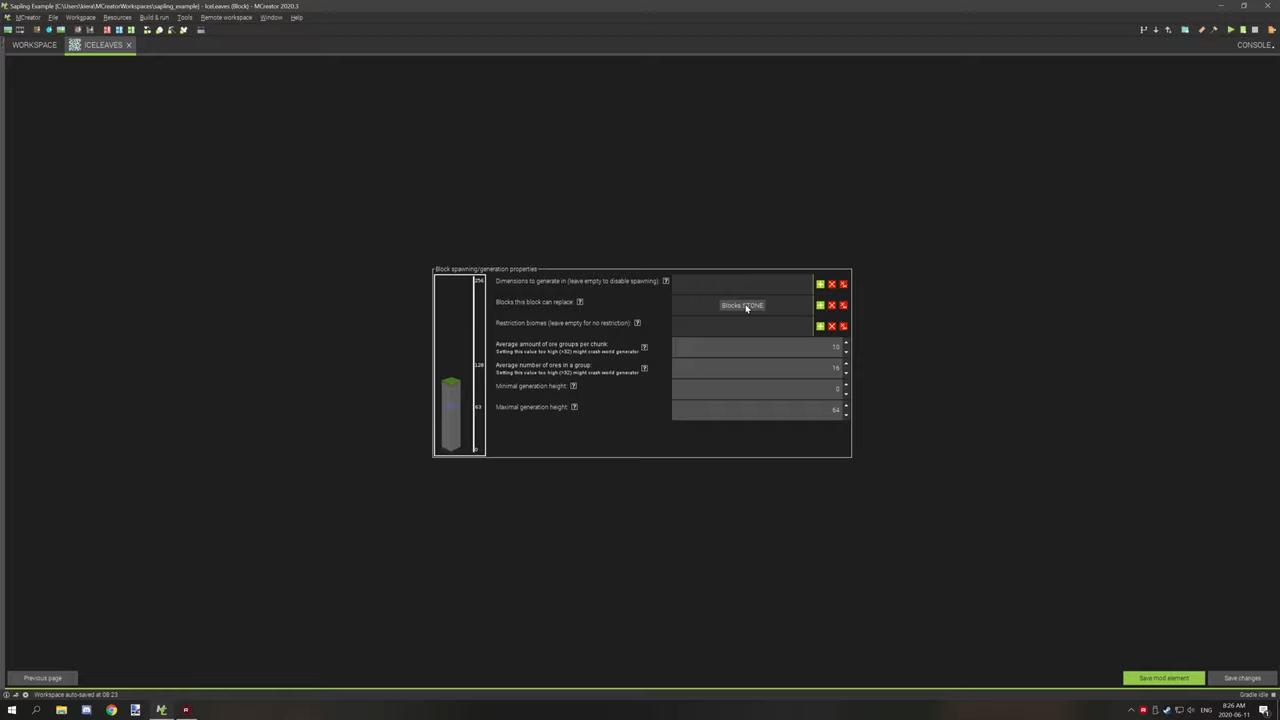 Sapling Example [C:\Users\kiera\MCreatorWorkspaces\sapling_example] - IceLeaves (Block) - MCreator 2020.3
MCreator File Workspace Resources Build & run Tools Remote workspace Window Help
WORKSPACE ICELEAVES CONSOLE
Block spawning/generation properties
256
128
63
0
Dimensions to generate in (leave empty to disable spawning):
Blocks this block can replace: Blocks.STONE
Restriction biomes (leave empty for no restriction):
Average amount of ore groups per chunk: 10
Setting this value too high (>32) might crash world generator
Average number of ores in a group: 16
Setting this value too high (>32) might crash world generator
Minimal generation height: 0
Maximal generation height: 64
Previous page Save mod element Save changes
Workspace auto-saved at 08:23 Gradle idle
ENG 8:26 AM
2020-06-11